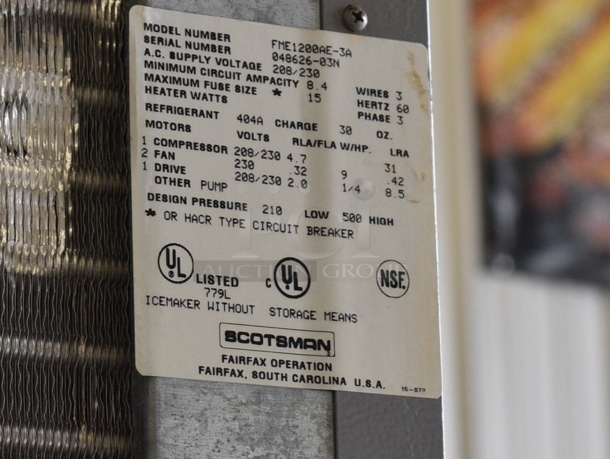 MODEL NUMBER FME1200AE-3A
SERIAL NUMBER 048626-03N
A.C. SUPPLY VOLTAGE 208/230
MINIMUM CIRCUIT AMPACITY 8.4 WIRES 3
MAXIMUM FUSE SIZE * 15 HERTZ 60
HEATER WATTS PHASE 3
REFRIGERANT 404A CHARGE 30 OZ.
MOTORS VOLTS RLA/FLA W/HP. LRA
1 COMPRESSOR 208/230 4.7 31
2 FAN 230 .32 9 .42
1 DRIVE 208/230 2.0 1/4 8.5
OTHER PUMP
DESIGN PRESSURE 210 LOW 500 HIGH
* OR HACR TYPE CIRCUIT BREAKER
UL LISTED C UL NSF
AUCTION GROUP
779L
ICEMAKER WITHOUT STORAGE MEANS
SCOTSMAN
FAIRFAX OPERATION
FAIRFAX, SOUTH CAROLINA U.S.A.